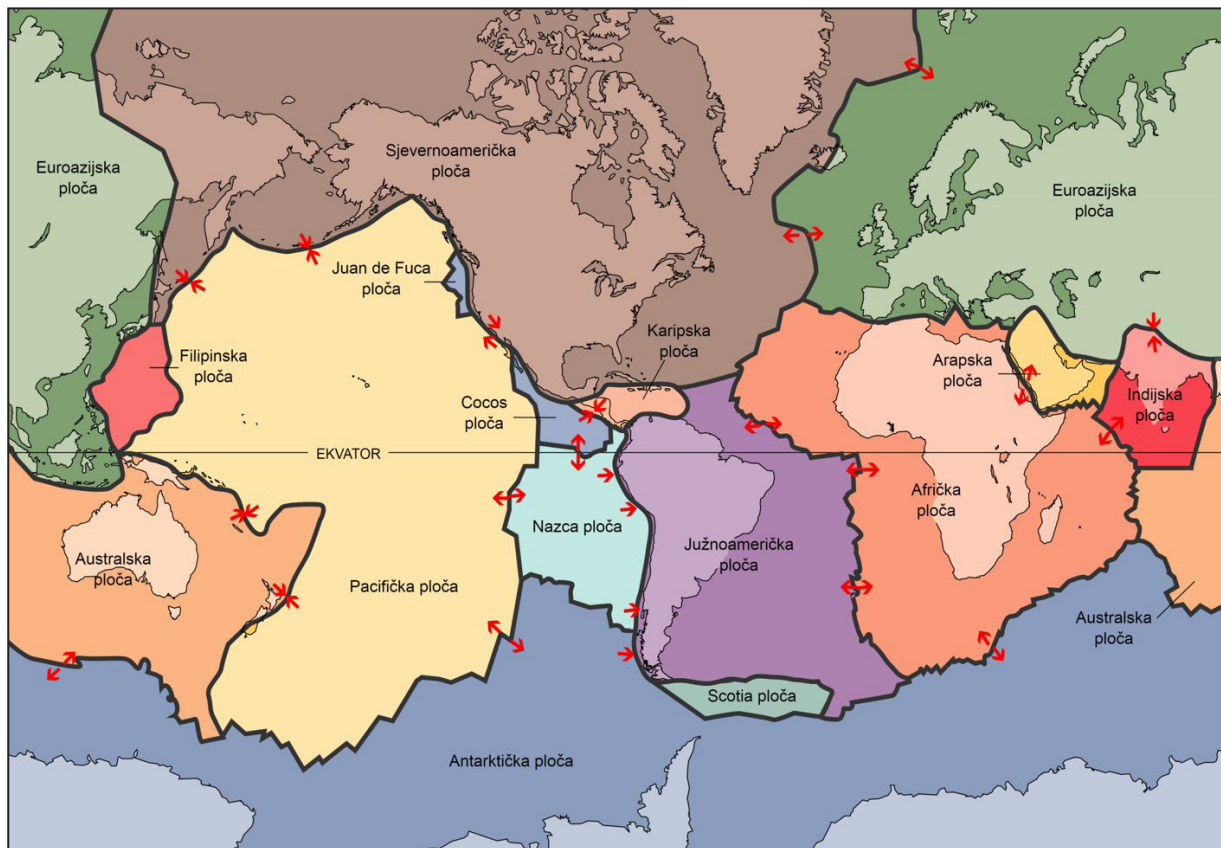 Euroazijska
ploča
Sjevernoamerička
ploča
Euroazijska
ploča
Juan de Fuca
ploča
Karipska
ploča
Filipinska
ploča
Arapska
ploča
Cocos
ploča
Indijska
ploča
EKVATOR
Afrička
ploča
Nazca ploča
Južnoamerička
ploča
Australska
ploča
Pacifička ploča
Australska
ploča
Scotia ploča
Antarktička ploča